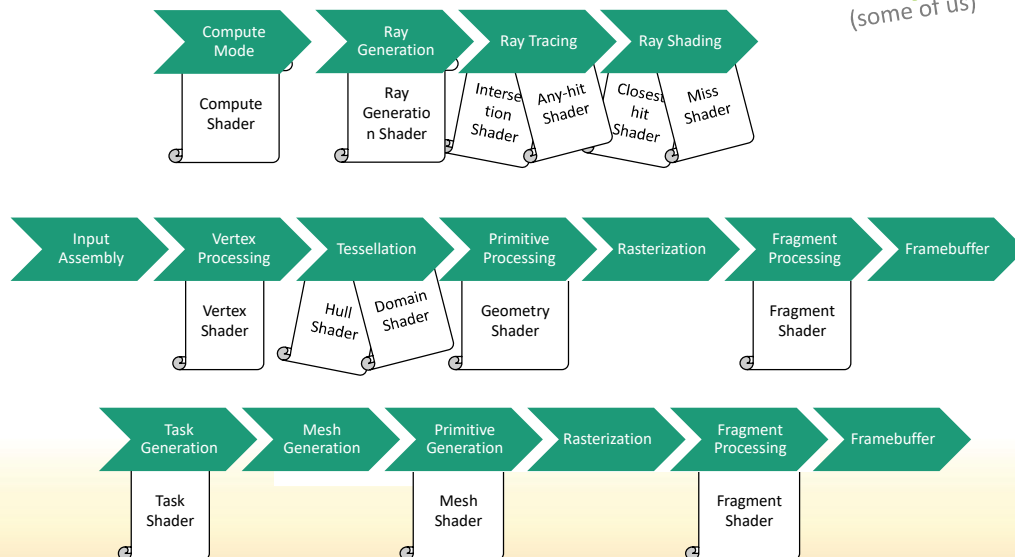 (some of us)
Compute
Mode
Ray
Generation
Ray Tracing
Ray Shading
Compute
Shader
Ray
Generatio
n Shader
Interse
tion
Shader
Any-hit
Shader
Closest
hit
Shader
Miss
Shader
Input
Assembly
Vertex
Processing
Tessellation
Primitive
Processing
Rasterization
Fragment
Processing
Framebuffer
Vertex
Shader
Hull
Shader
Domain
Shader
Geometry
Shader
Fragment
Shader
Task
Generation
Mesh
Generation
Primitive
Generation
Rasterization
Fragment
Processing
Framebuffer
Task
Shader
Mesh
Shader
Fragment
Shader